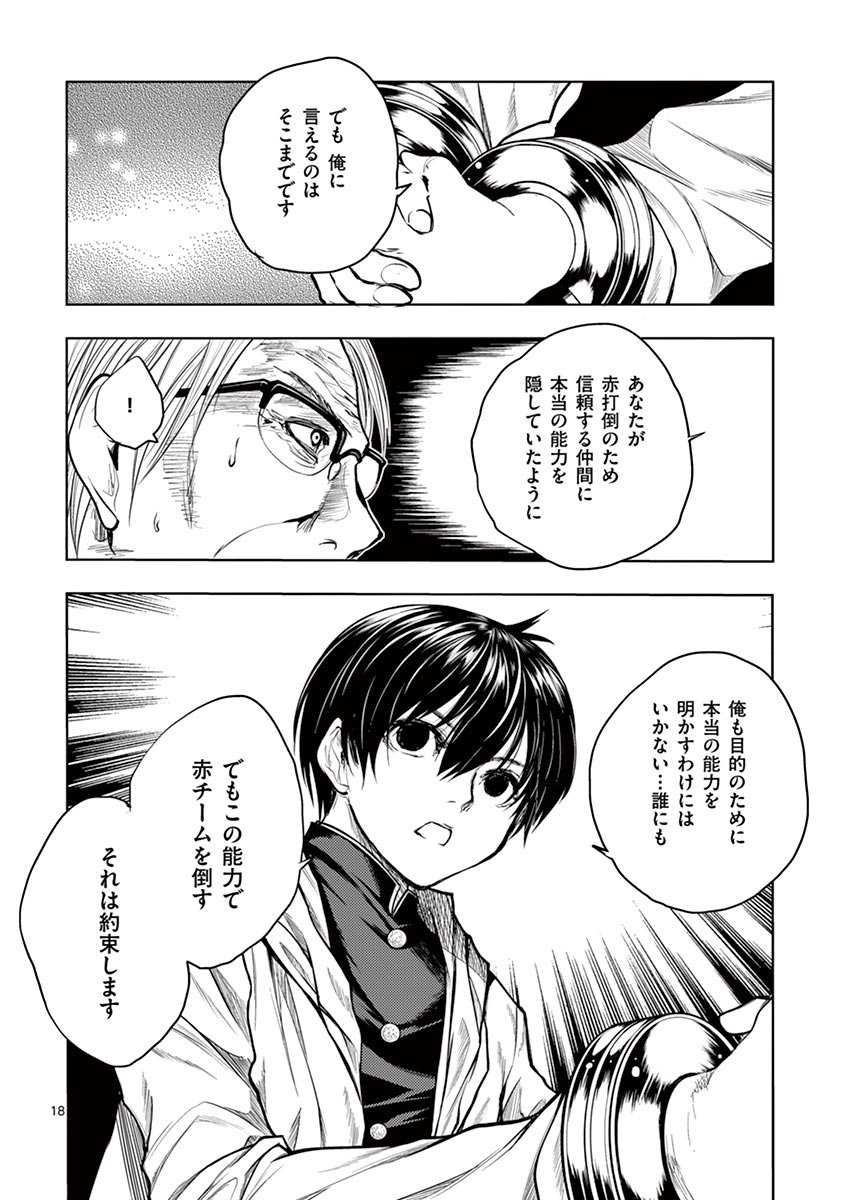 でも 俺に
言えるのは
そこまでです
あなたが
赤打倒のため
信頼する仲間に
本当の能力を
隠していたように
!
俺も目的のために
本当の能力を
明かすわけには
いかない…誰にも
でもこの能力で
赤チームを倒す
それは約束します
18